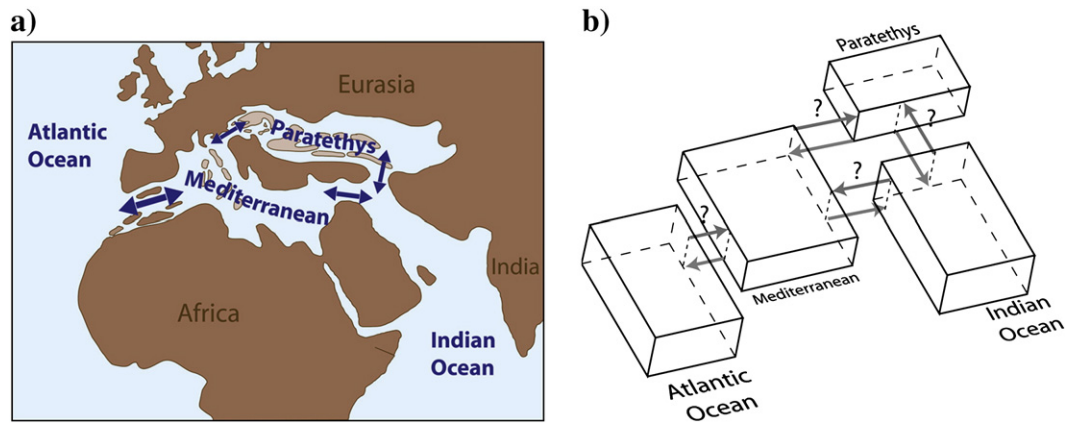 a)
Eurasia
Atlantic
Ocean
Paratethys
Mediterranean
India
Africa
Indian
Ocean
b)
Paratethys
?
?
?
?
Mediterranean
Indian
Ocean
Atlantic
Ocean